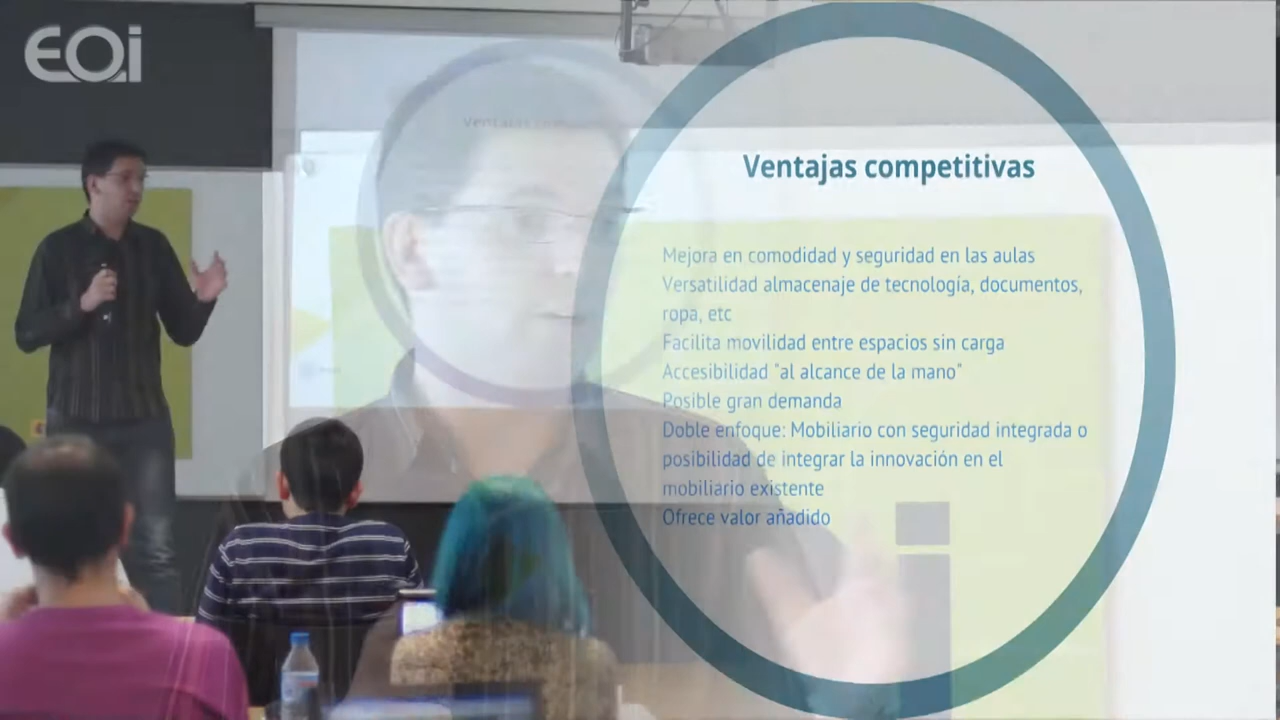 EOi
Ventajas competitivas
Mejora en comodidad y seguridad en las aulas
Versatilidad almacenaje de tecnología, documentos,
ropa, etc
Facilita movilidad entre espacios sin carga
Accesibilidad "al alcance de la mano"
Posible gran demanda
Doble enfoque: Mobiliario con seguridad integrada o
posibilidad de integrar la innovación en el
mobiliario existente
Ofrece valor añadido